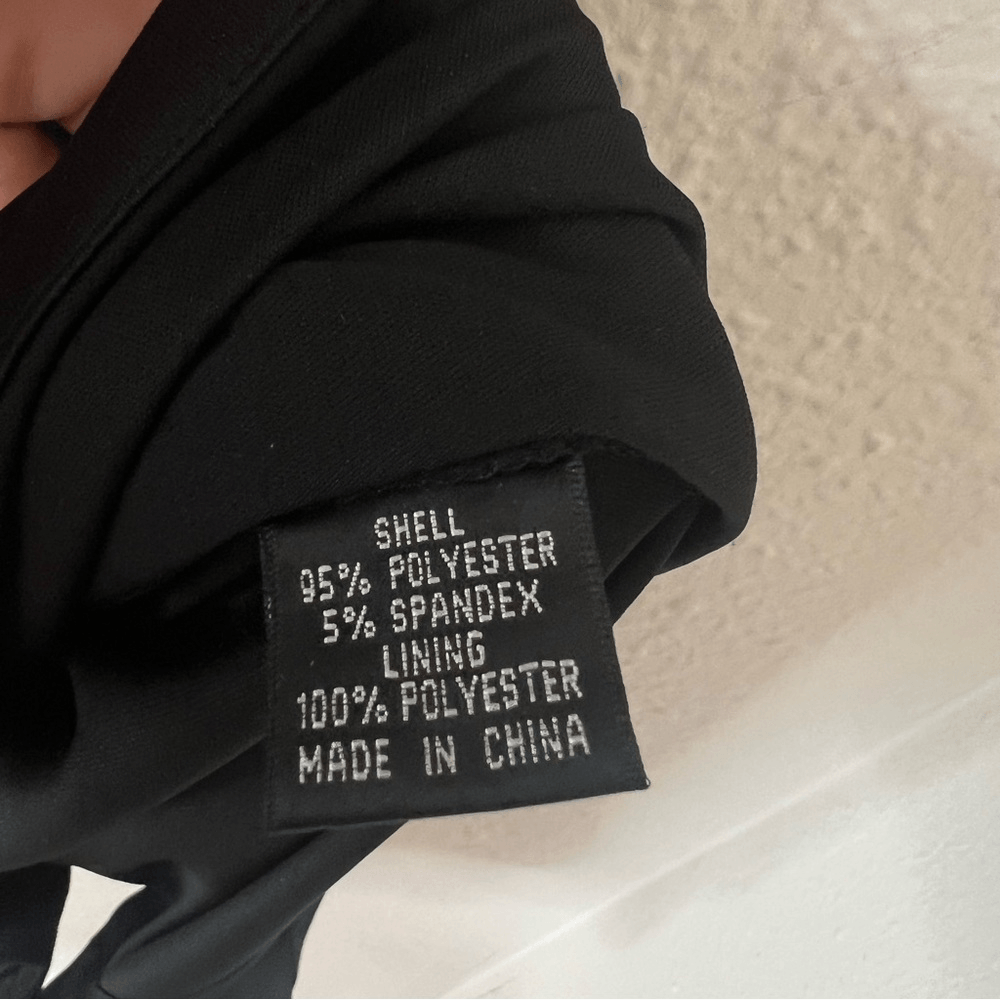 SHELL
95% POLYESTER
5% SPANDEX
LINING
100% POLYESTER
MADE IN CHINA